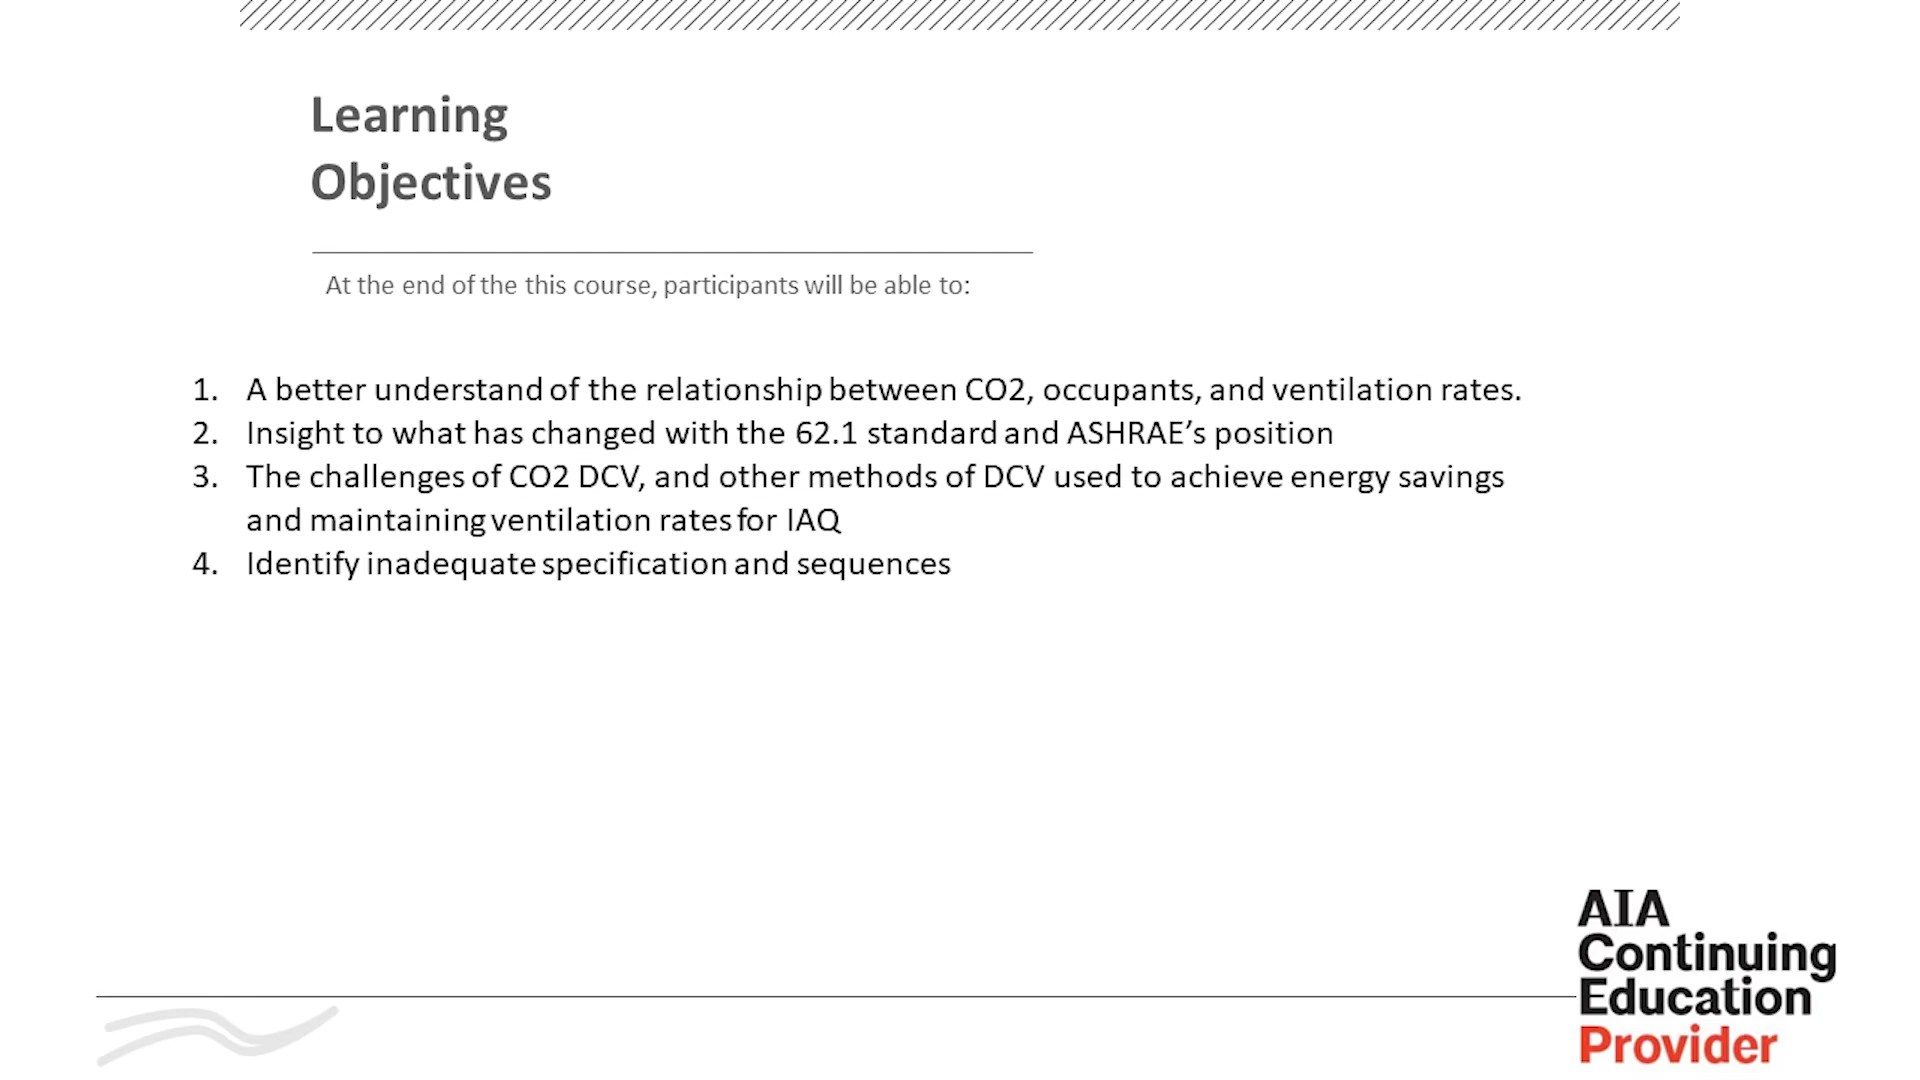 Learning
Objectives
At the end of the this course, participants will be able to:
1. A better understand of the relationship between CO2, occupants, and ventilation rates.
2. Insight to what has changed with the 62.1 standard and ASHRAE’s position
3. The challenges of CO2 DCV, and other methods of DCV used to achieve energy savings
and maintaining ventilation rates for IAQ
4. Identify inadequate specification and sequences
AIA
Continuing
Education
Provider